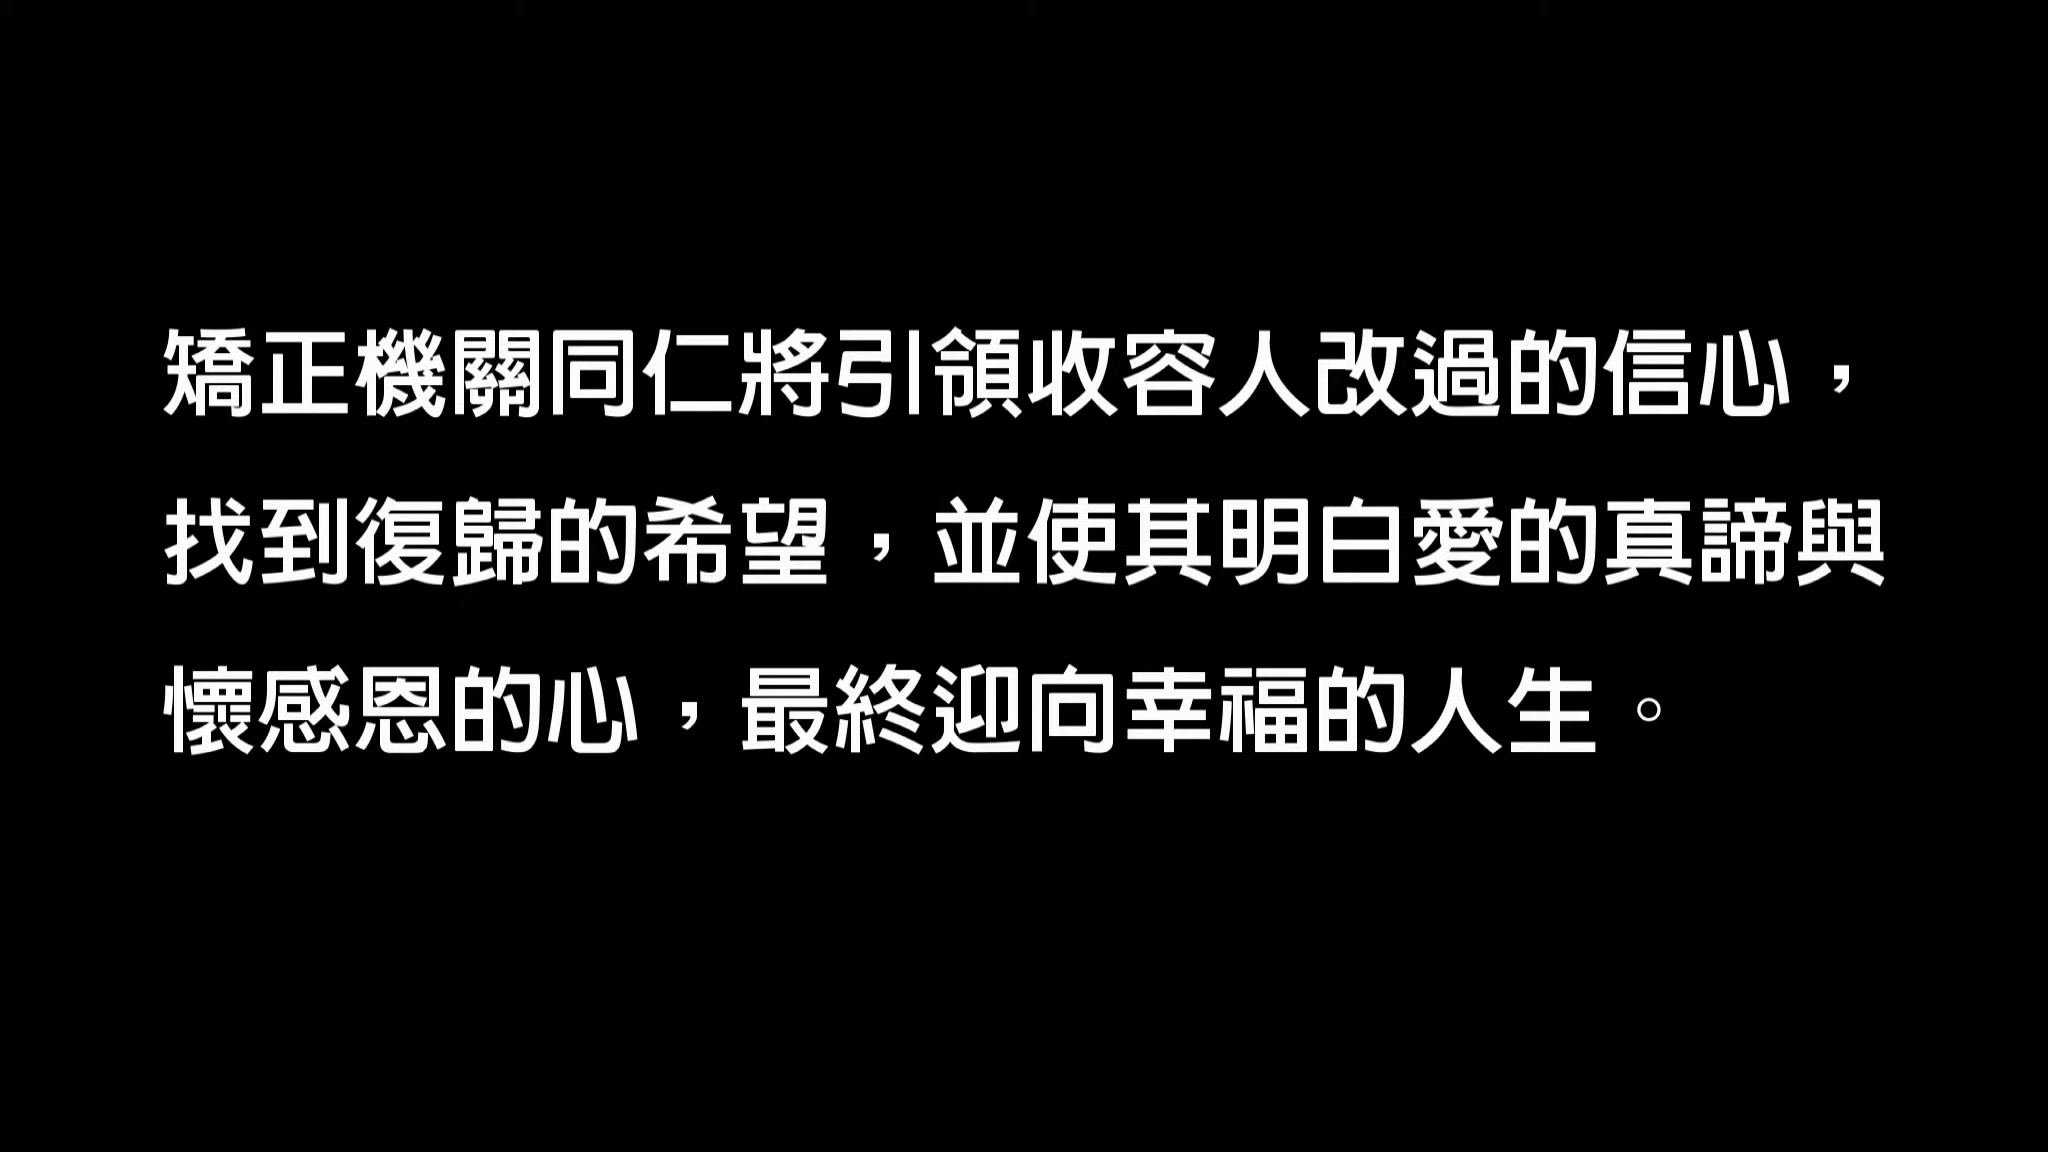 矯正機關同仁將引領收容人改過的信心，
找到復歸的希望，並使其明白愛的真諦與
懷感恩的心，最終迎向幸福的人生。